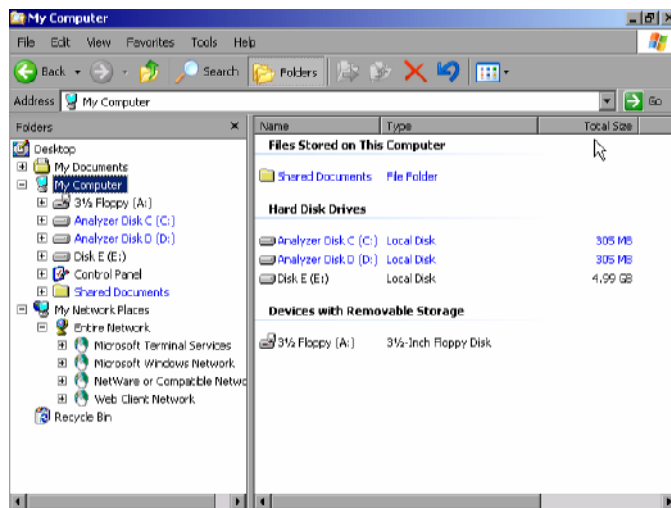 My Computer
File Edit View Favorites Tools Help
Back Search Folders
Address My Computer Go
Folders
Desktop
My Documents
My Computer
3½ Floppy (A:)
Analyzer Disk C (C:)
Analyzer Disk D (D:)
Disk E (E:)
Control Panel
Shared Documents
My Network Places
Entire Network
Microsoft Terminal Services
Microsoft Windows Network
NetWare or Compatible Netwo
Web Client Network
Recycle Bin
Name Type Total Size
Files Stored on This Computer
Shared Documents File Folder
Hard Disk Drives
Analyzer Disk C (C:) Local Disk 305 MB
Analyzer Disk D (D:) Local Disk 305 MB
Disk E (E:) Local Disk 4.99 GB
Devices with Removable Storage
3½ Floppy (A:) 3½-Inch Floppy Disk